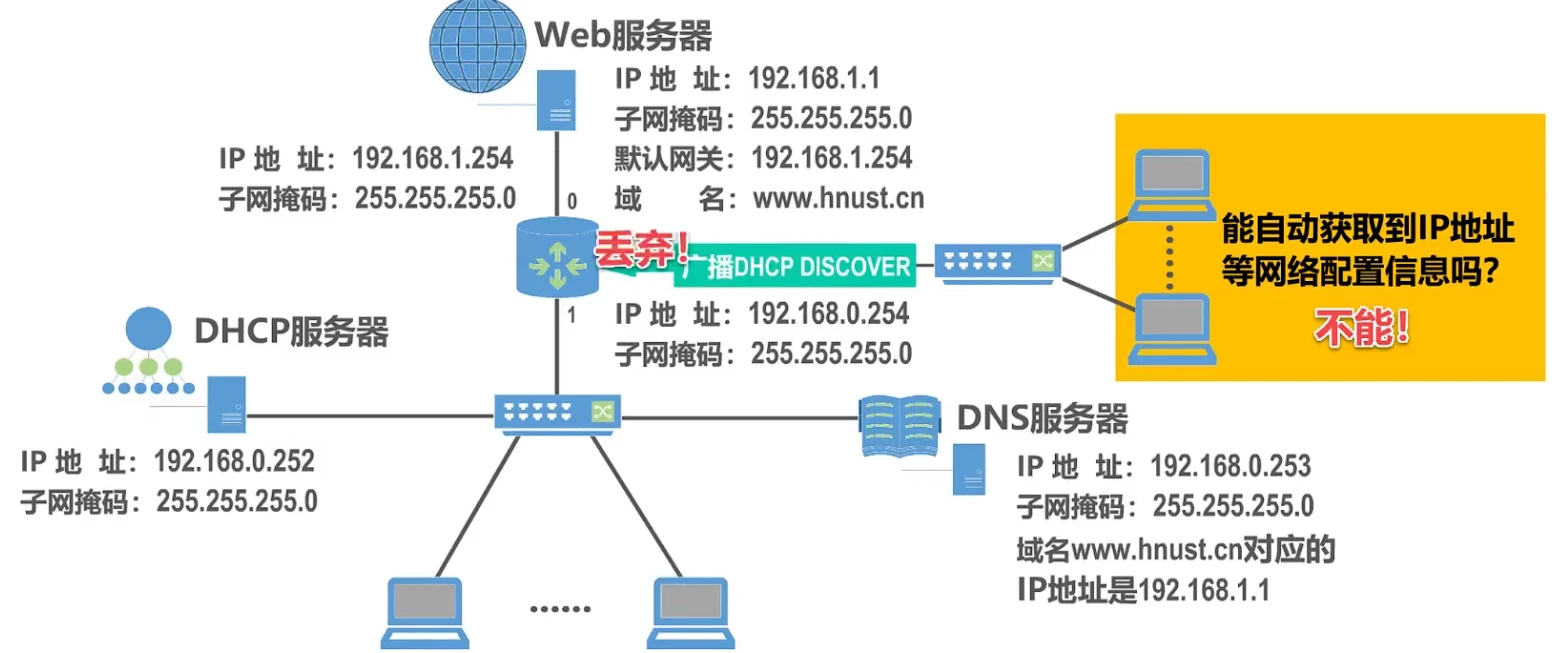 Web服务器
IP 地 址：192.168.1.1
子网掩码：255.255.255.0
默认网关：192.168.1.254
域 名：www.hnust.cn
IP 地 址：192.168.1.254
子网掩码：255.255.255.0
0
丢弃！
广播DHCP DISCOVER
能自动获取到IP地址
等网络配置信息吗？
不能！
1
IP 地 址：192.168.0.254
子网掩码：255.255.255.0
DHCP服务器
IP 地 址：192.168.0.252
子网掩码：255.255.255.0
DNS服务器
IP 地 址：192.168.0.253
子网掩码：255.255.255.0
域名www.hnust.cn对应的
IP地址是192.168.1.1